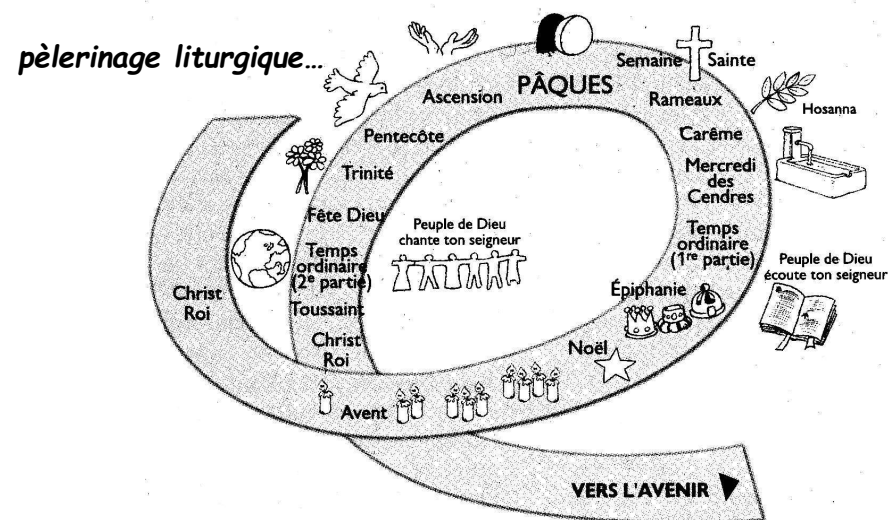 pèlerinage liturgique...
Christ
Roi
Avent
Noël
Épiphanie
Temps
ordinaire
(1re partie)
Mercredi
des
Cendres
Carême
Rameaux
Semaine Sainte
PÂQUES
Ascension
Pentecôte
Trinité
Fête Dieu
Temps
ordinaire
(2e partie)
Toussaint
Christ
Roi
VERS L'AVENIR
Hosanna
Peuple de Dieu
écoute ton seigneur
Peuple de Dieu
chante ton seigneur